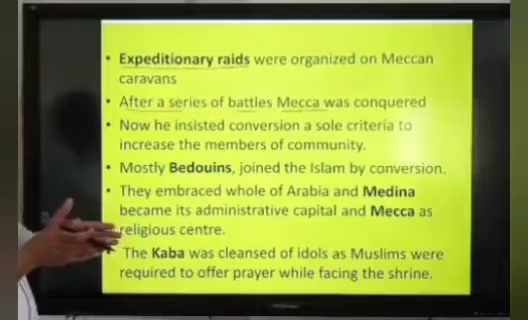 • Expeditionary raids were organized on Meccan
caravans
• After a series of battles Mecca was conquered
• Now he insisted conversion a sole criteria to
increase the members of community.
• Mostly Bedouins, joined the Islam by conversion.
• They embraced whole of Arabia and Medina
became its administrative capital and Mecca as
religious centre.
The Kaba was cleansed of idols as Muslims were
required to offer prayer while facing the shrine.